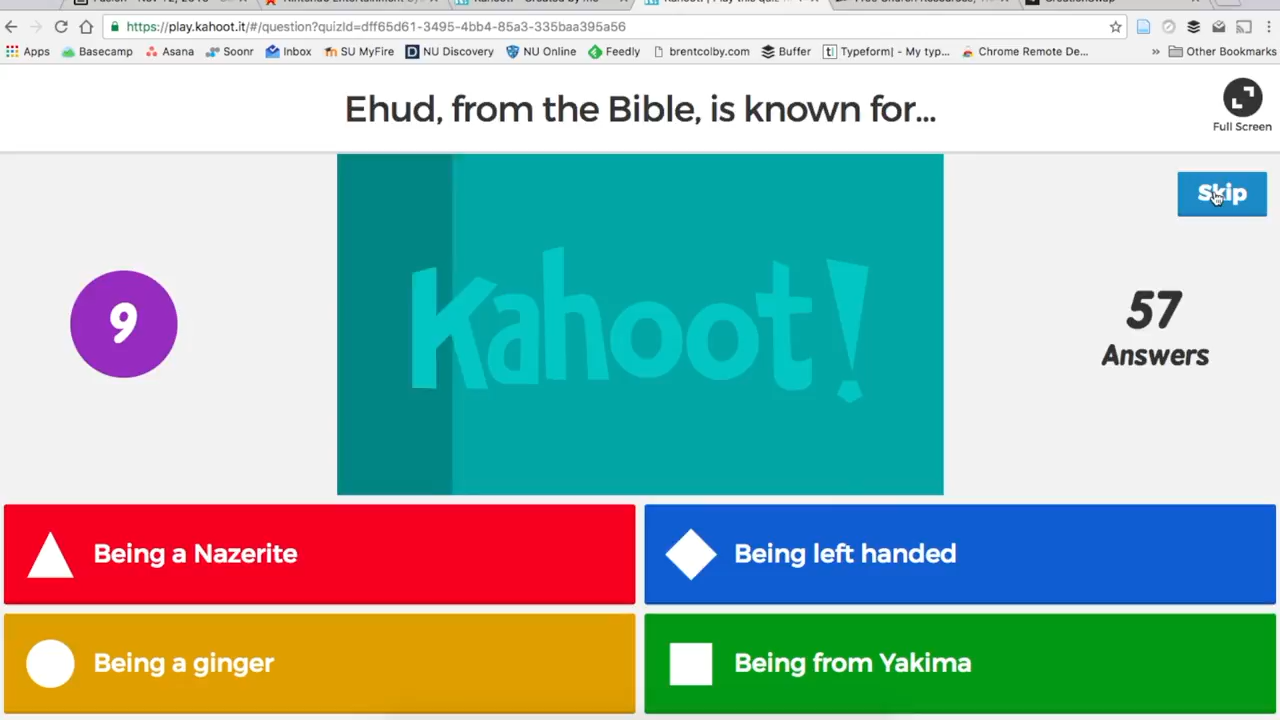 https://play.kahoot.it/#/question?quizId=dff65d61-3495-4bb4-85a3-335baa395a56
Apps Basecamp Asana Soonr Inbox SU MyFire NU Discovery NU Online Feedly brentcolby.com Buffer Typeform| - My typ... Chrome Remote De... » Other Bookmarks
Ehud, from the Bible, is known for...
Full Screen
Skip
9
Kahoot!
57
Answers
Being a Nazerite
Being left handed
Being a ginger
Being from Yakima